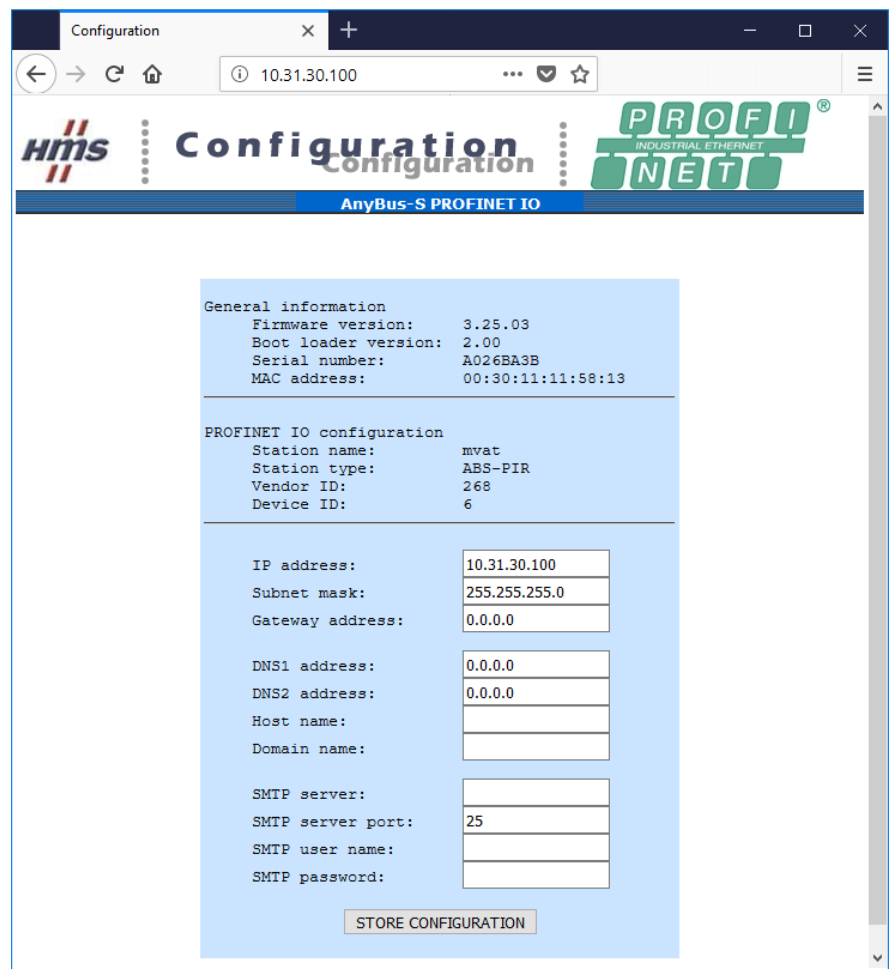 Configuration
10.31.30.100
HMS
Configuration
Configuration
PROFI
®
INDUSTRIAL ETHERNET
NET
AnyBus-S PROFINET IO
General information
Firmware version: 3.25.03
Boot loader version: 2.00
Serial number: A026BA3B
MAC address: 00:30:11:11:58:13
PROFINET IO configuration
Station name: mvat
Station type: ABS-PIR
Vendor ID: 268
Device ID: 6
IP address: 10.31.30.100
Subnet mask: 255.255.255.0
Gateway address: 0.0.0.0
DNS1 address: 0.0.0.0
DNS2 address: 0.0.0.0
Host name:
Domain name:
SMTP server:
SMTP server port: 25
SMTP user name:
SMTP password:
STORE CONFIGURATION